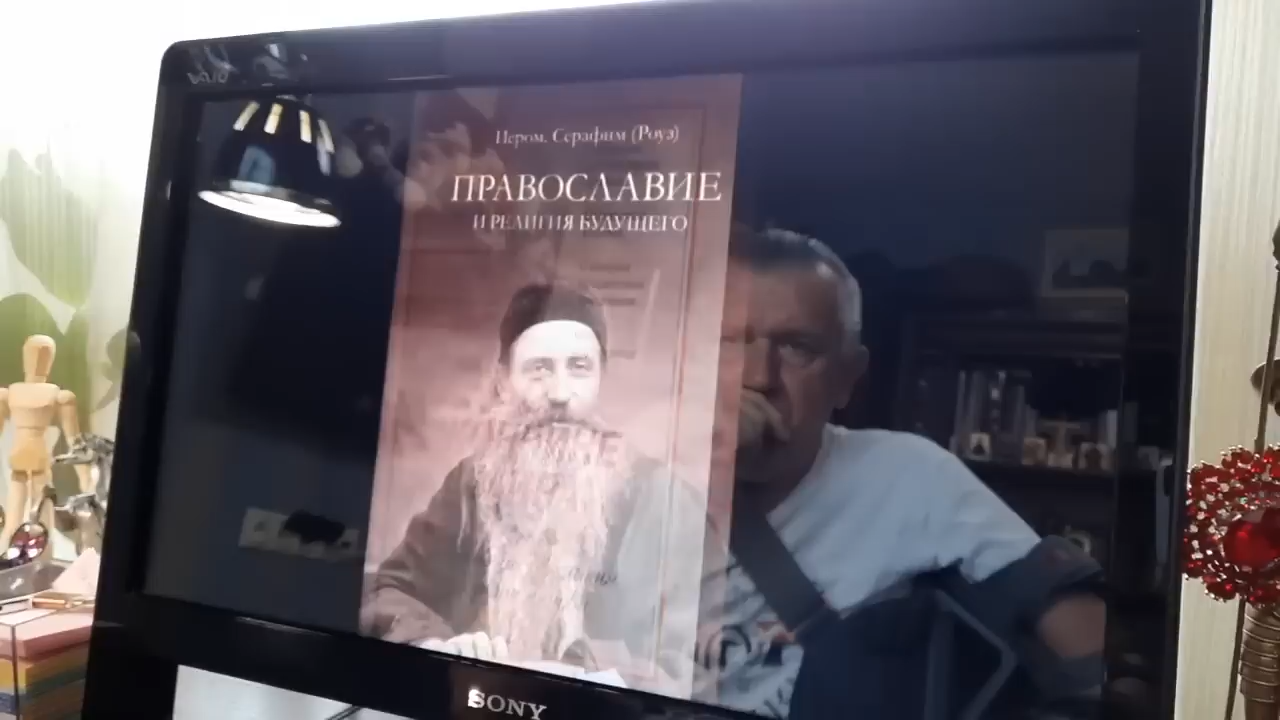 VAIO
Иером. Серафим (Роуз)
ПРАВОСЛАВИЕ
И РЕЛИГИЯ БУДУЩЕГО
SONY